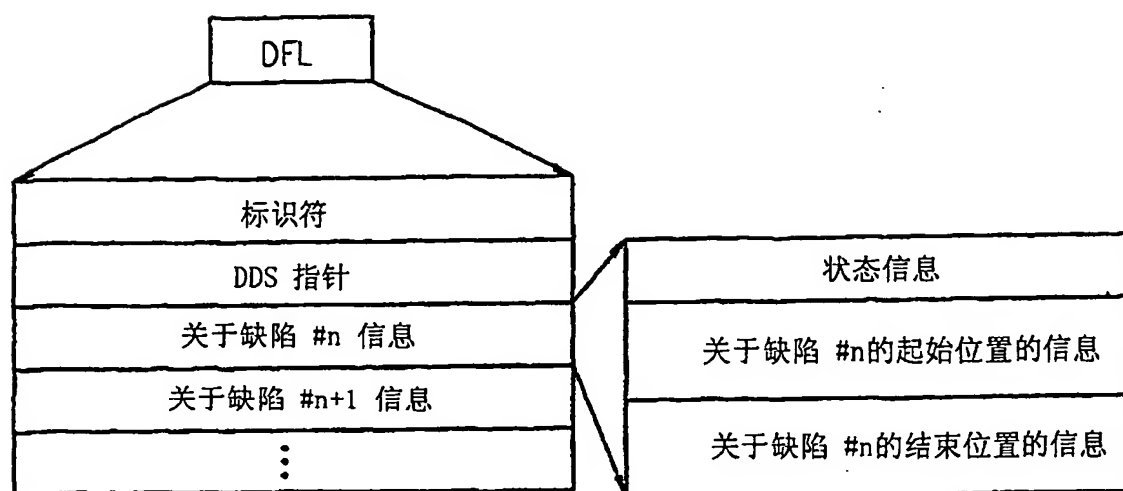 DFL
标识符
DDS 指针
关于缺陷 #n 信息
关于缺陷 #n+1 信息
⋮
状态信息
关于缺陷 #n的起始位置的信息
关于缺陷 #n的结束位置的信息